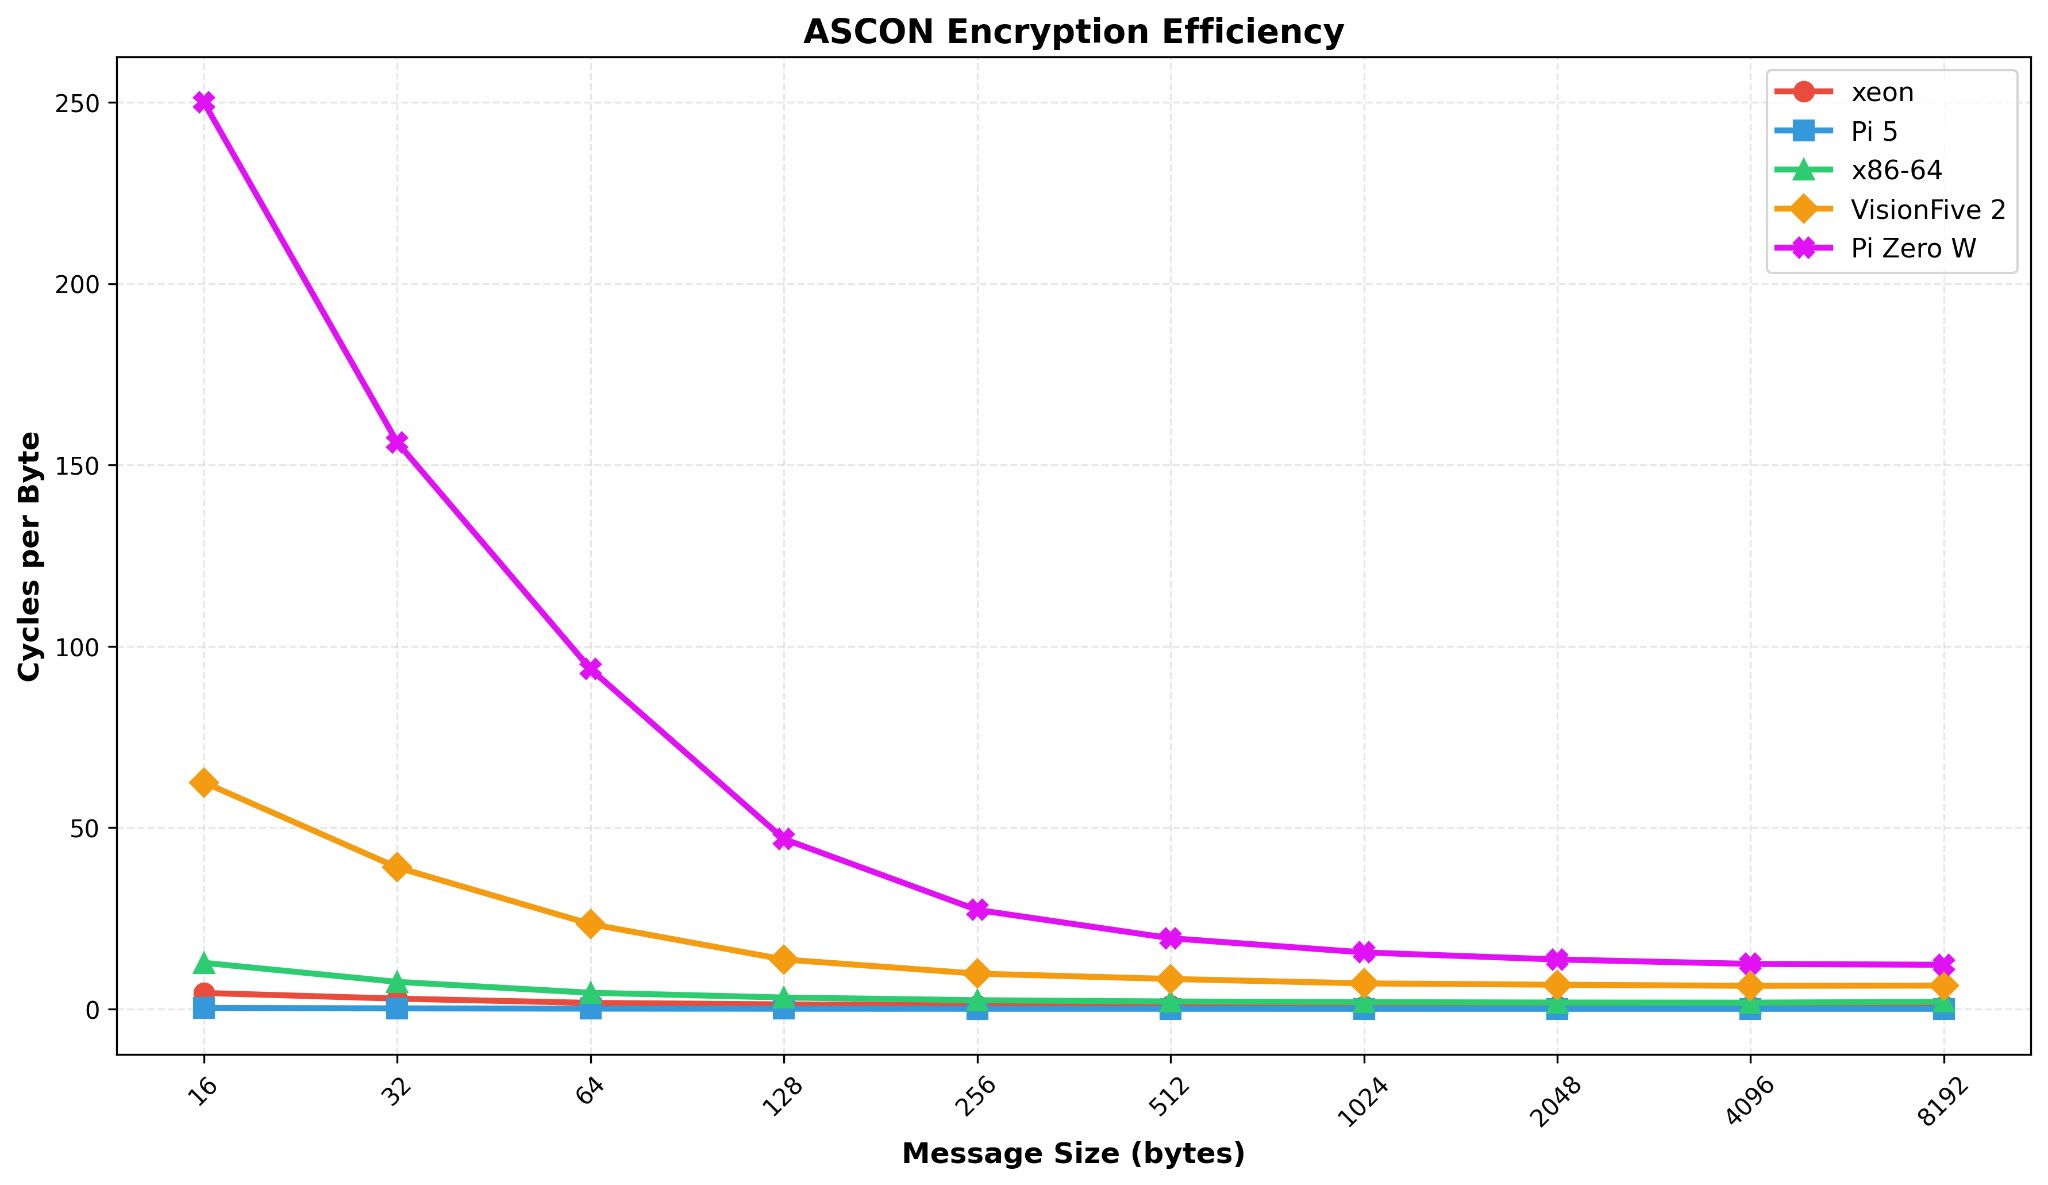 ASCON Encryption Efficiency
xeon
Pi 5
x86-64
VisionFive 2
Pi Zero W
Cycles per Byte
250
200
150
100
50
0
16
32
64
128
256
512
1024
2048
4096
8192
Message Size (bytes)